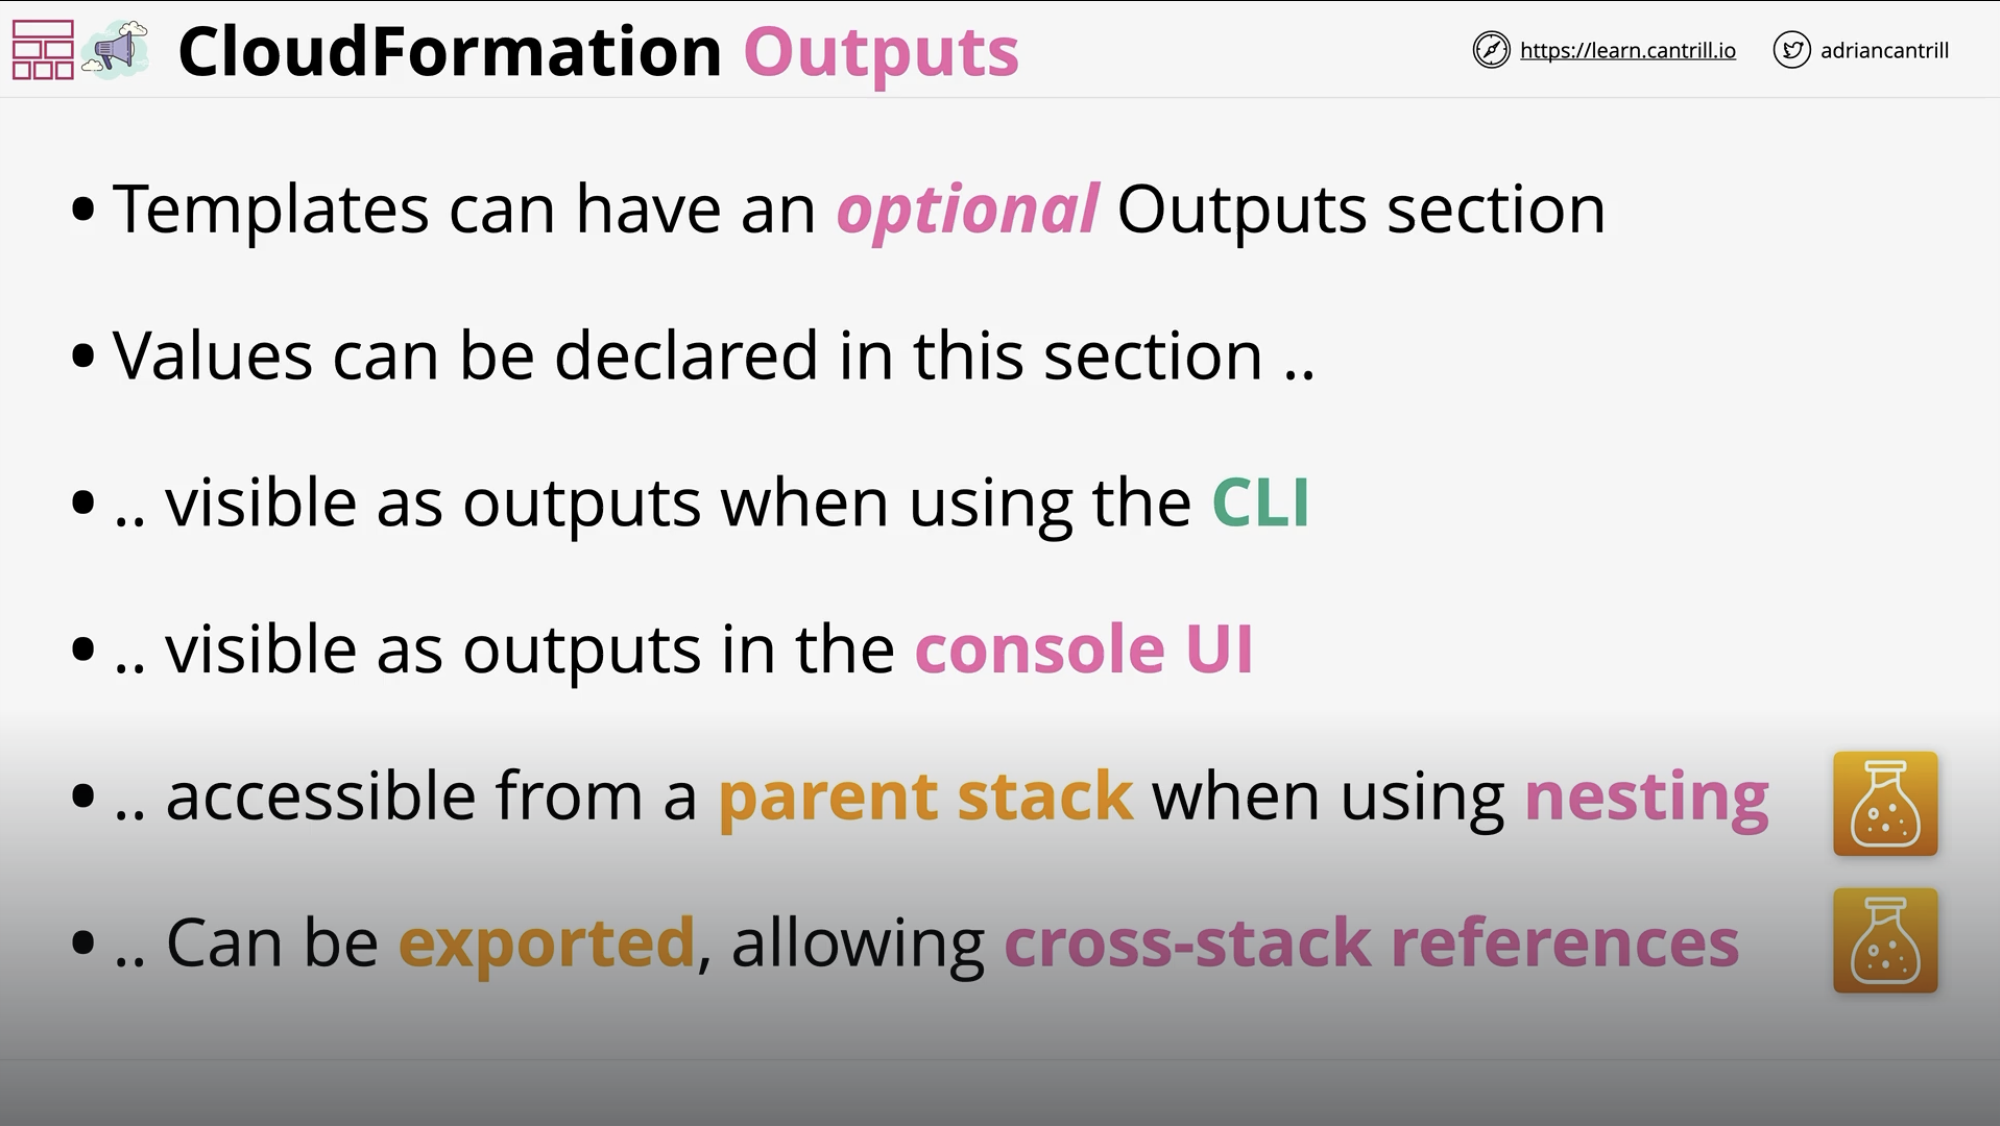 CloudFormation Outputs
https://learn.cantrill.io
adriancantrill
• Templates can have an optional Outputs section
• Values can be declared in this section ..
• .. visible as outputs when using the CLI
• .. visible as outputs in the console UI
• .. accessible from a parent stack when using nesting
• .. Can be exported, allowing cross-stack references